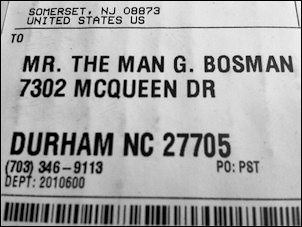 SOMERSET, NJ 08873
UNITED STATES US
TO
MR. THE MAN G. BOSMAN
7302 MCQUEEN DR
DURHAM NC 27705
(703) 346-9113
PO: PST
DEPT: 2010600